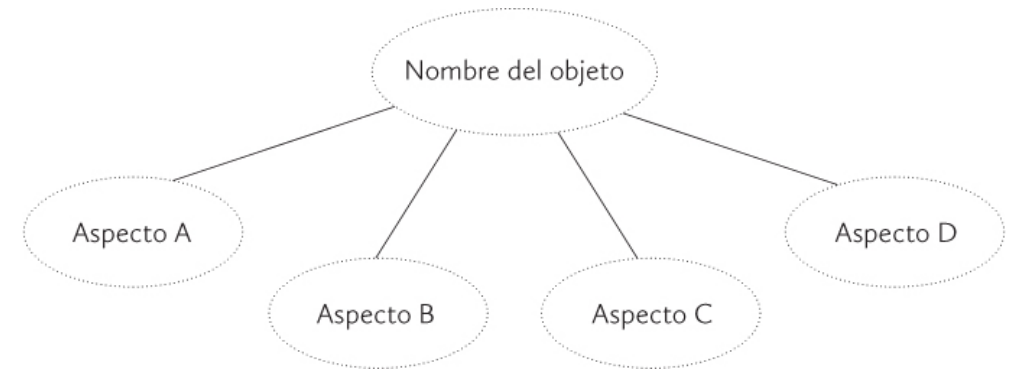 Nombre del objeto
Aspecto A
Aspecto B
Aspecto C
Aspecto D